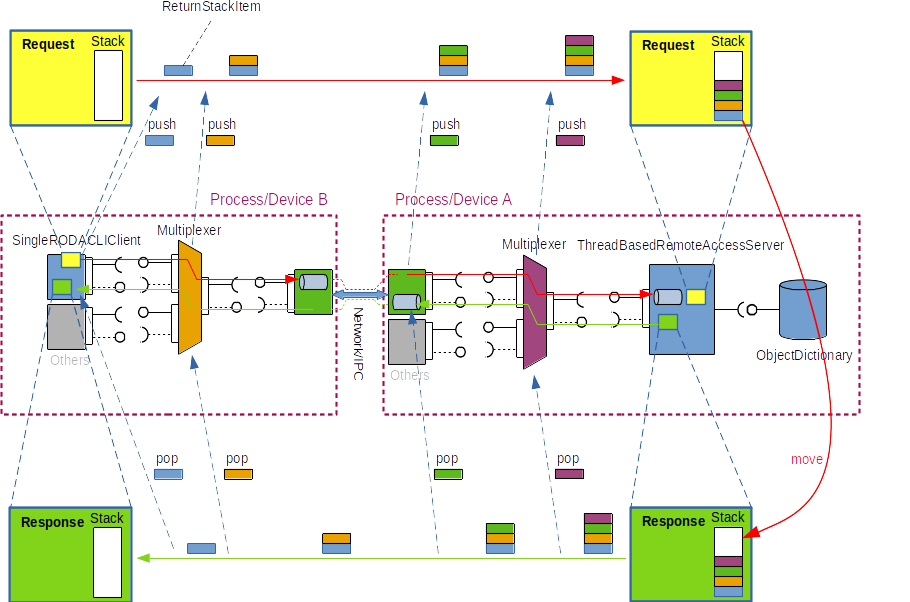 ReturnStackItem
Request
Stack
Request
Stack
push
push
push
push
Process/Device B
Process/Device A
SingleRODACLIClient
Multiplexer
Multiplexer
ThreadBasedRemoteAccessServer
Network/IPC
Others
Others
ObjectDictionary
pop
pop
pop
pop
move
Response
Stack
Response
Stack